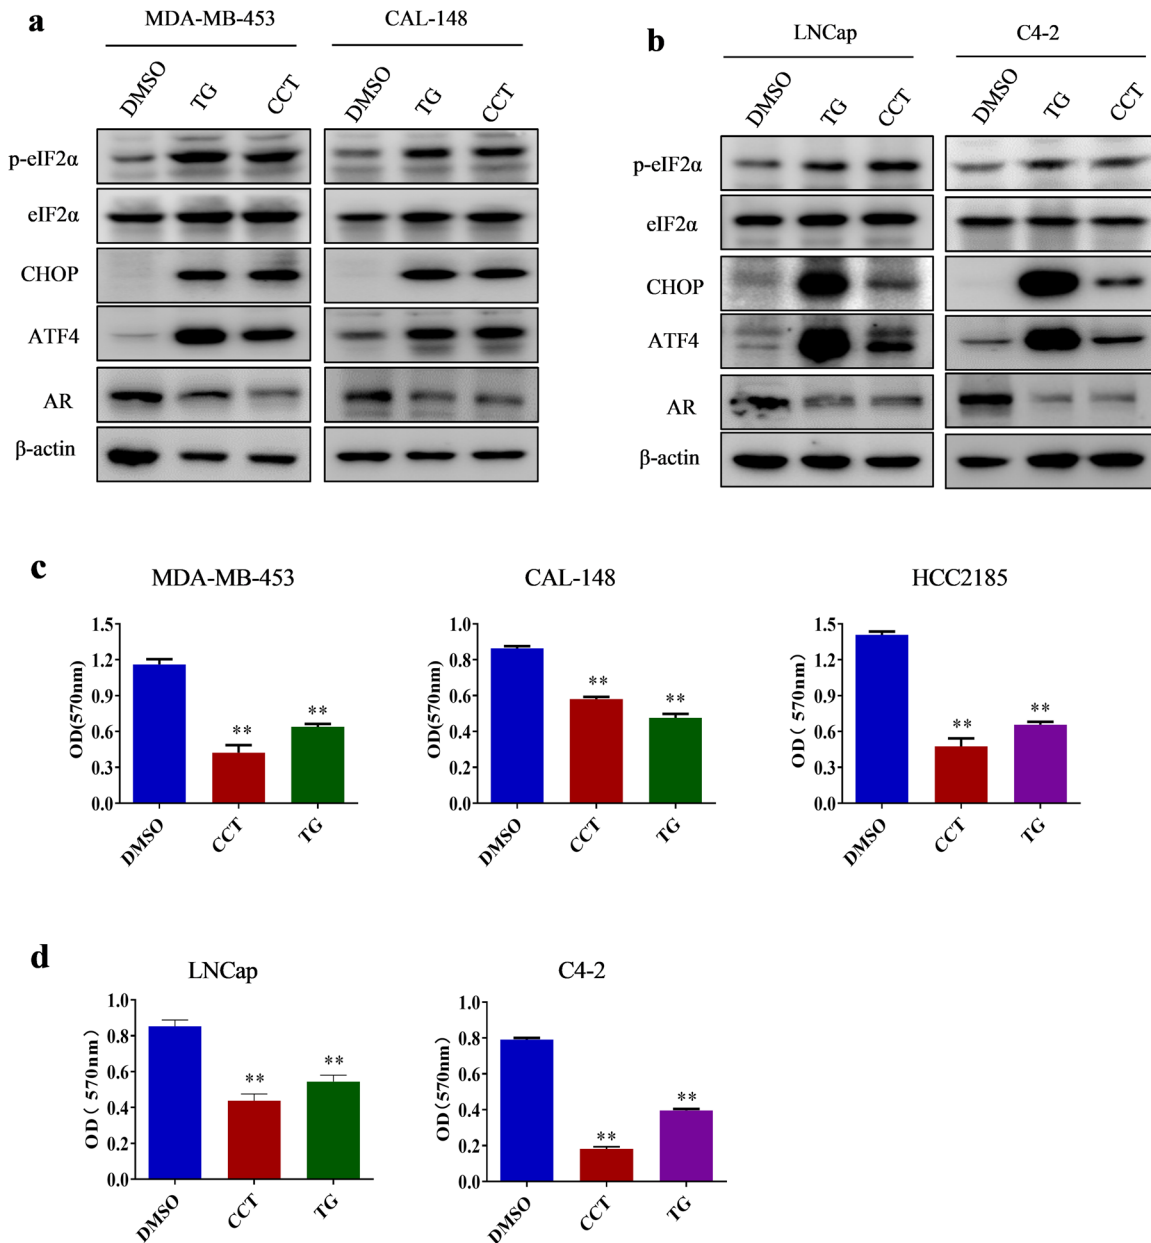 a
MDA-MB-453 CAL-148
DMSO TG CCT DMSO TG CCT
p-eIF2α
eIF2α
CHOP
ATF4
AR
β-actin
b
LNCap C4-2
DMSO TG CCT DMSO TG CCT
p-eIF2α
eIF2α
CHOP
ATF4
AR
β-actin
c
MDA-MB-453
OD(570nm)
1.5
1.2
0.9
0.6
0.3
0.0
** **
DMSO CCT TG
CAL-148
OD(570nm)
1.0
0.8
0.6
0.4
0.2
0.0
** **
DMSO CCT TG
HCC2185
OD( 570nm)
1.5
1.2
0.9
0.6
0.3
0.0
** **
DMSO CCT TG
d
LNCap
OD( 570nm)
1.0
0.8
0.6
0.4
0.2
0.0
** **
DMSO CCT TG
C4-2
OD(570nm)
1.0
0.8
0.6
0.4
0.2
0.0
** **
DMSO CCT TG